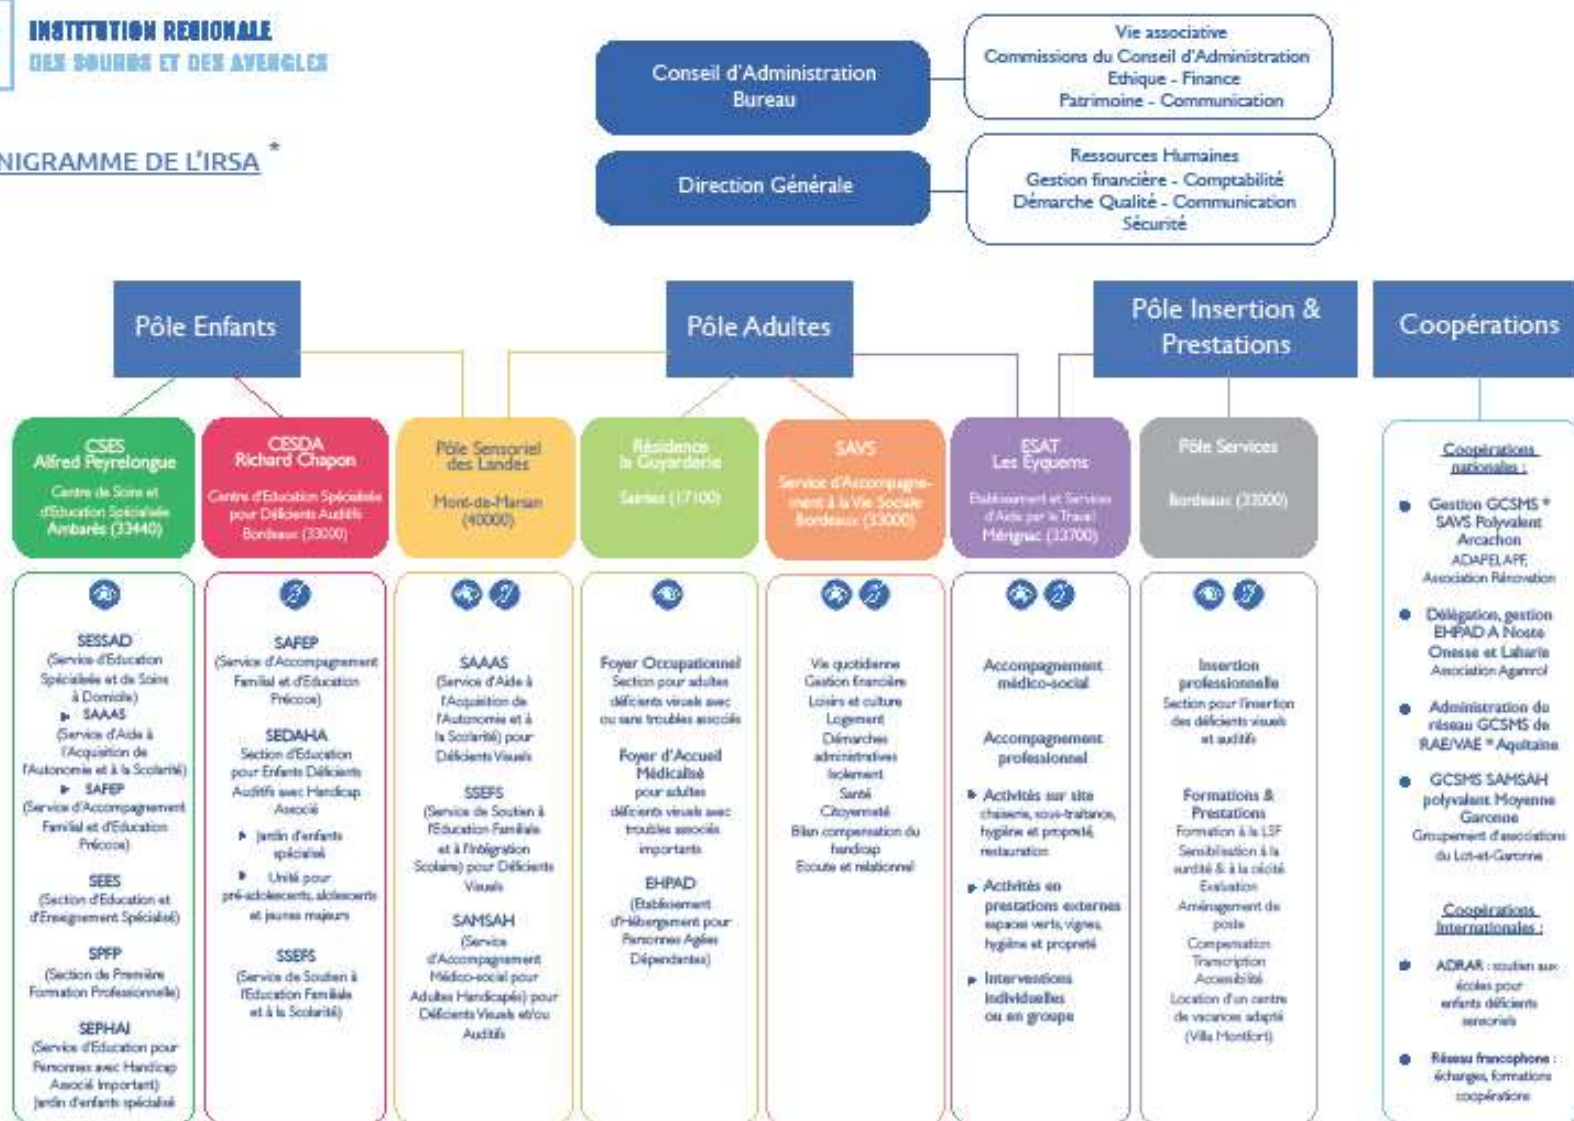 INSTITUTION REGIONALE
DES SOURDS ET DES AVEUGLES
NIGRAMME DE L'IRSA *
Conseil d'Administration
Bureau
Vie associative
Commissions du Conseil d'Administration
Ethique - Finance
Patrimoine - Communication
Direction Générale
Ressources Humaines
Gestion financière - Comptabilité
Démarche Qualité - Communication
Sécurité
Pôle Enfants
Pôle Adultes
Pôle Insertion &
Prestations
Coopérations
CSES
Alfred Peyrelongue
Centre de Soins et
d'Education Spécialisée
Ambarès (33440)
CESDA
Richard Chapon
Centre d'Education Spécialisée
pour Déficients Auditifs
Bordeaux (33000)
Pôle Sensoriel
des Landes
Mont-de-Marsan
(40000)
Résidence
la Guyarderie
Saintes (17100)
SAVS
Service d'Accompagne-
ment à la Vie Sociale
Bordeaux (33000)
ESAT
Les Eyquems
Etablissement et Services
d'Aide par le Travail
Mérignac (33700)
Pôle Services
Bordeaux (33000)
SESSAD
(Service d'Education
Spécialisée et de Soins
à Domicile)
SAAAS
(Service d'Aide à
l'Acquisition de
l'Autonomie et à la Scolarité)
SAFEP
(Service d'Accompagnement
Familial et d'Education
Précoce)
SEES
(Section d'Education et
d'Enseignement Spécialisé)
SPFP
(Section de Première
Formation Professionnelle)
SEPHAI
(Service d'Education pour
Personnes avec Handicap
Associé Important)
Jardin d'enfants spécialisé
SAFEP
(Service d'Accompagnement
Familial et d'Education
Précoce)
SEDAHA
Section d'Education
pour Enfants Déficients
Auditifs avec Handicap
Associé
Jardin d'enfants
spécialisé
Unité pour
pré-adolescents, adolescents
et jeunes majeurs
SSEFS
(Service de Soutien à
l'Education Familiale
et à la Scolarité)
SAAAS
(Service d'Aide à
l'Acquisition de
l'Autonomie et à
la Scolarité) pour
Déficients Visuels
SSEFS
(Service de Soutien à
l'Education Familiale
et à l'Intégration
Scolaire) pour Déficients
Visuels
SAMSAH
(Service
d'Accompagnement
Médico-social pour
Adultes Handicapés) pour
Déficients Visuels et/ou
Auditifs
Foyer Occupationnel
Section pour adultes
déficients visuels avec
ou sans troubles associés
Foyer d'Accueil
Médicalisé
pour adultes
déficients visuels avec
troubles associés
importants
EHPAD
(Etablissement
d'Hébergement pour
Personnes Agées
Dépendantes)
Vie quotidienne
Gestion financière
Loisirs et culture
Logement
Démarches
administratives
Isolement
Santé
Citoyenneté
Bilan compensation du
handicap
Ecoute et relationnel
Accompagnement
médico-social
Accompagnement
professionnel
Activités sur site
chaiserie, sous-traitance,
hygiène et propreté,
restauration
Activités en
prestations externes
espaces verts, vignes,
hygiène et propreté
Interventions
individuelles
ou en groupe
Insertion
professionnelle
Section pour l'insertion
des déficients visuels
et auditifs
Formations &
Prestations
Formation à la LSF
Sensibilisation à la
surdité & à la cécité
Evaluation
Aménagement de
poste
Compensation
Transcription
Accessibilité
Location d'un centre
de vacances adapté
(Villa Montfort)
Coopérations
nationales :
Gestion GCSMS *
SAVS Polyvalent
Arcachon
ADAPEI, APF,
Association Rénovation
Délégation, gestion
EHPAD A Noste
Onesse et Laharie
Association Agamrol
Administration du
réseau GCSMS de
RAE/VAE * Aquitaine
GCSMS SAMSAH
polyvalent Moyenne
Garonne
Groupement d'associations
du Lot-et-Garonne
Coopérations
Internationales :
ADRAR : soutien aux
écoles pour
enfants déficients
sensoriels
Réseau francophone :
échanges, formations
coopérations